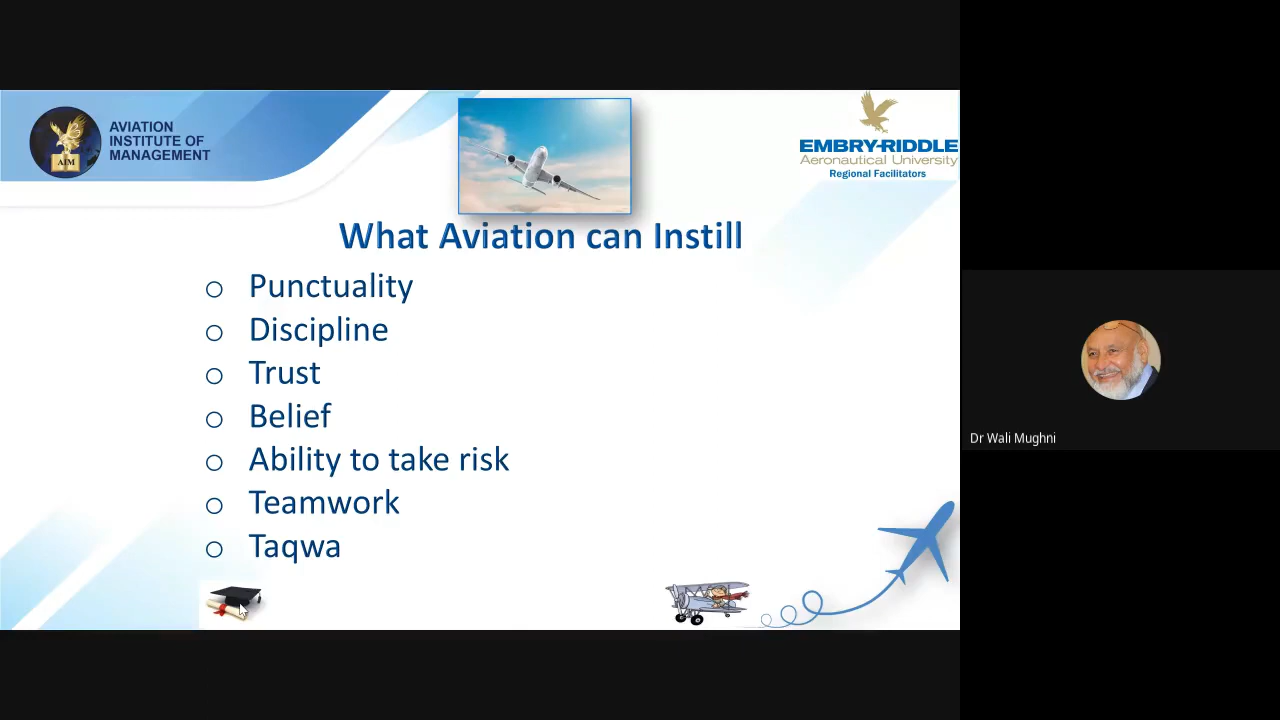 AVIATION
INSTITUTE OF
MANAGEMENT
AIM
EMBRY-RIDDLE
Aeronautical University
Regional Facilitators
What Aviation can Instill
o Punctuality
o Discipline
o Trust
o Belief
o Ability to take risk
o Teamwork
o Taqwa
Dr Wali Mughni